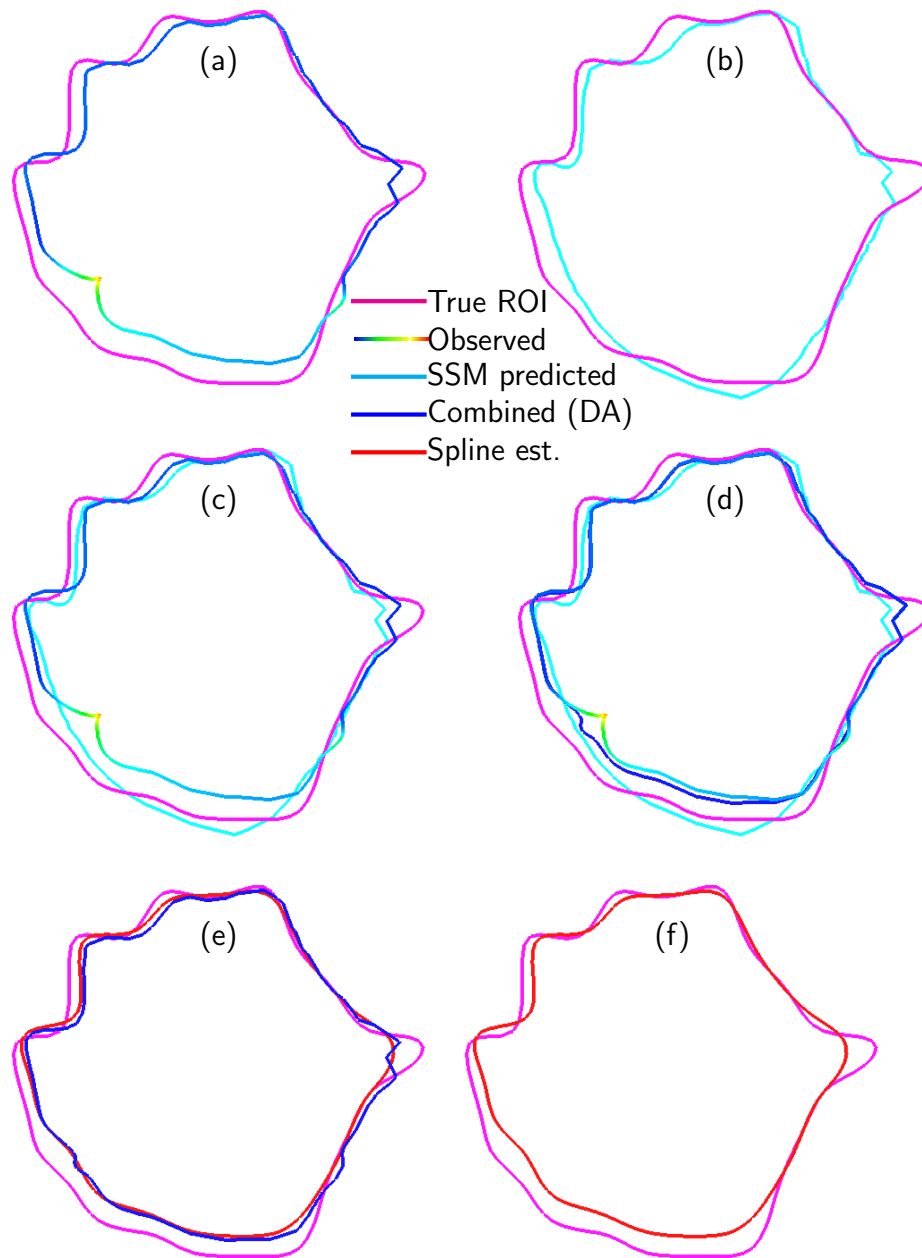 (a)
(b)
True ROI
Observed
SSM predicted
Combined (DA)
Spline est.
(c)
(d)
(e)
(f)